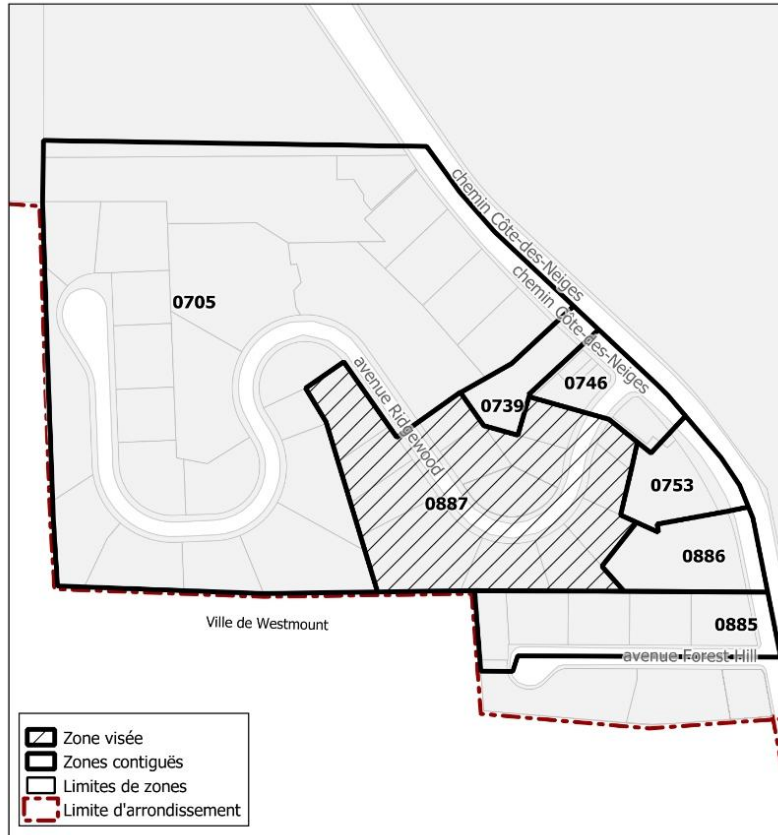 chemin Côte-des-Neiges
chemin Côte-des-Neiges
0705
0746
avenue Ridgewood
0739
0753
0887
0886
Ville de Westmount
0885
avenue Forest-Hill
Zone visée
Zones contiguës
Limites de zones
Limite d'arrondissement